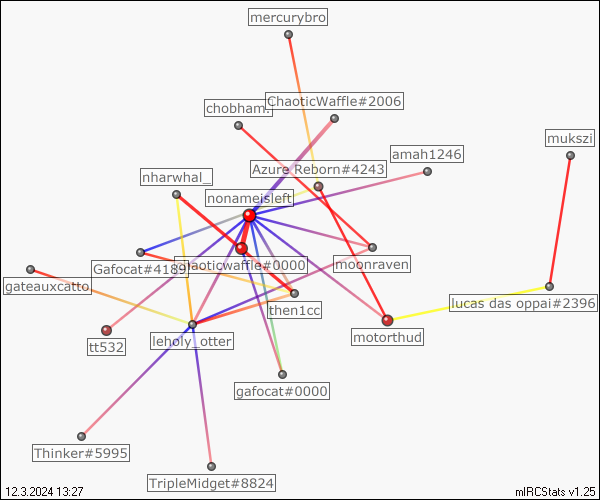 mercurybro
ChaoticWaffle#2006
chobham.
mukszi
amah1246
Azure Reborn#4243
nharwhal_
nonameisleft
Gafocat#4189
chaoticwaffle#0000
moonraven
gateauxcatto
lucas das oppai#2396
then1cc
motorthud
tt532
leholy_otter
gafocat#0000
Thinker#5995
TripleMidget#8824
12.3.2024 13:27
mIRCStats v1.25